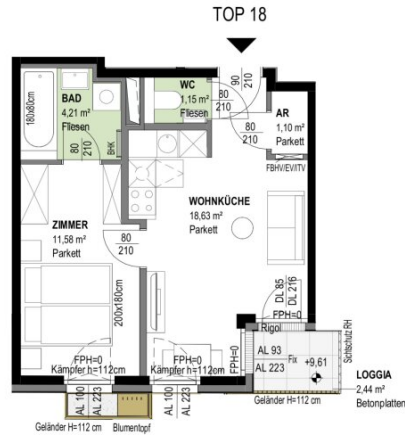 TOP 18
180x80cm
BAD
4,21 m²
Fliesen
80
210
BHK
WC
1,15 m²
Fliesen
80
210
90
210
AR
1,10 m²
Parkett
80
210
FBHV/EV/ITV
ZIMMER
11,58 m²
Parkett
80
210
200x180cm
WOHNKÜCHE
18,63 m²
Parkett
DL 85
DL 216
FPH=0
Rigol
FPH=0
Kämpfer h=112cm
FPH=0
Kämpfer h=112cm
FPH=0
AL 93
AL 223
Fix
+9,61
Sichtschutz RH
AL 100
AL 223
AL 100
AL 223
LOGGIA
2,44 m²
Betonplatten
Geländer H=112 cm
Geländer H=112 cm
Blumentopf